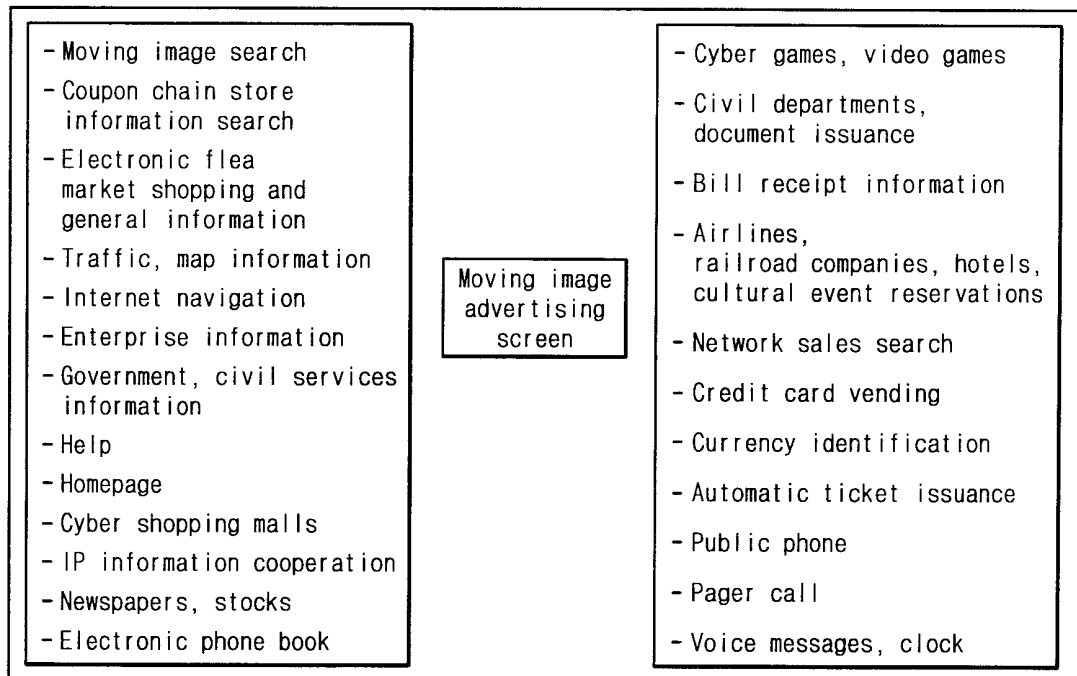 - Moving image search
- Coupon chain store
information search
- Electronic flea
market shopping and
general information
- Traffic, map information
- Internet navigation
- Enterprise information
- Government, civil services
information
- Help
- Homepage
- Cyber shopping malls
- IP information cooperation
- Newspapers, stocks
- Electronic phone book
Moving image
advertising
screen
- Cyber games, video games
- Civil departments,
document issuance
- Bill receipt information
- Airlines,
railroad companies, hotels,
cultural event reservations
- Network sales search
- Credit card vending
- Currency identification
- Automatic ticket issuance
- Public phone
- Pager call
- Voice messages, clock